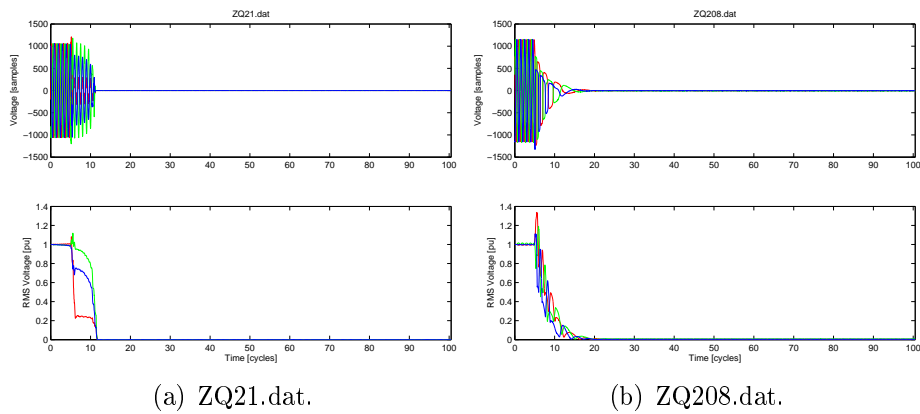 ZQ21.dat
1500
1000
500
0
−500
−1000
−1500
Voltage [samples]
0 10 20 30 40 50 60 70 80 90 100
1.4
1.2
1
0.8
0.6
0.4
0.2
0
RMS Voltage [pu]
0 10 20 30 40 50 60 70 80 90 100
Time [cycles]
(a) ZQ21.dat.
ZQ208.dat
1500
1000
500
0
−500
−1000
−1500
Voltage [samples]
0 10 20 30 40 50 60 70 80 90 100
1.4
1.2
1
0.8
0.6
0.4
0.2
0
RMS Voltage [pu]
0 10 20 30 40 50 60 70 80 90 100
Time [cycles]
(b) ZQ208.dat.